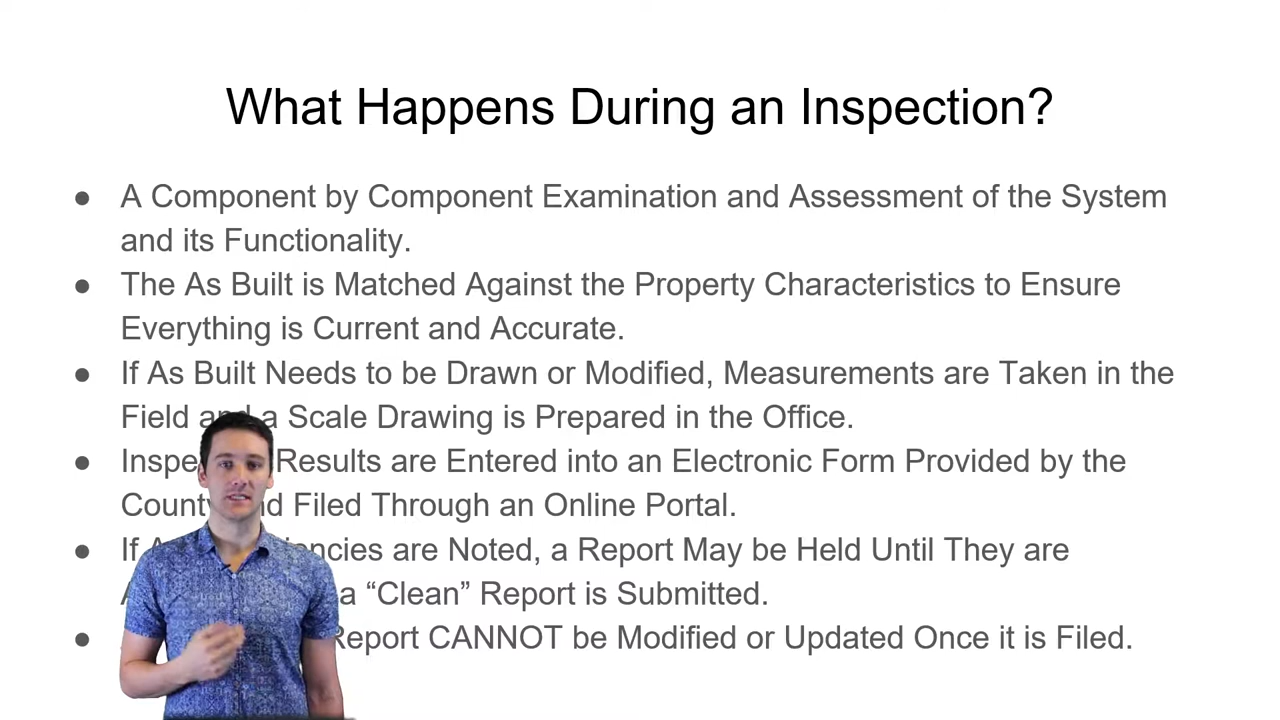 What Happens During an Inspection?
● A Component by Component Examination and Assessment of the System
and its Functionality.
● The As Built is Matched Against the Property Characteristics to Ensure
Everything is Current and Accurate.
● If As Built Needs to be Drawn or Modified, Measurements are Taken in the
Field and a Scale Drawing is Prepared in the Office.
● Results are Entered into an Electronic Form Provided by the
County and Filed Through an Online Portal.
● If are Noted, a Report May be Held Until They are
a “Clean” Report is Submitted.
● Report CANNOT be Modified or Updated Once it is Filed.